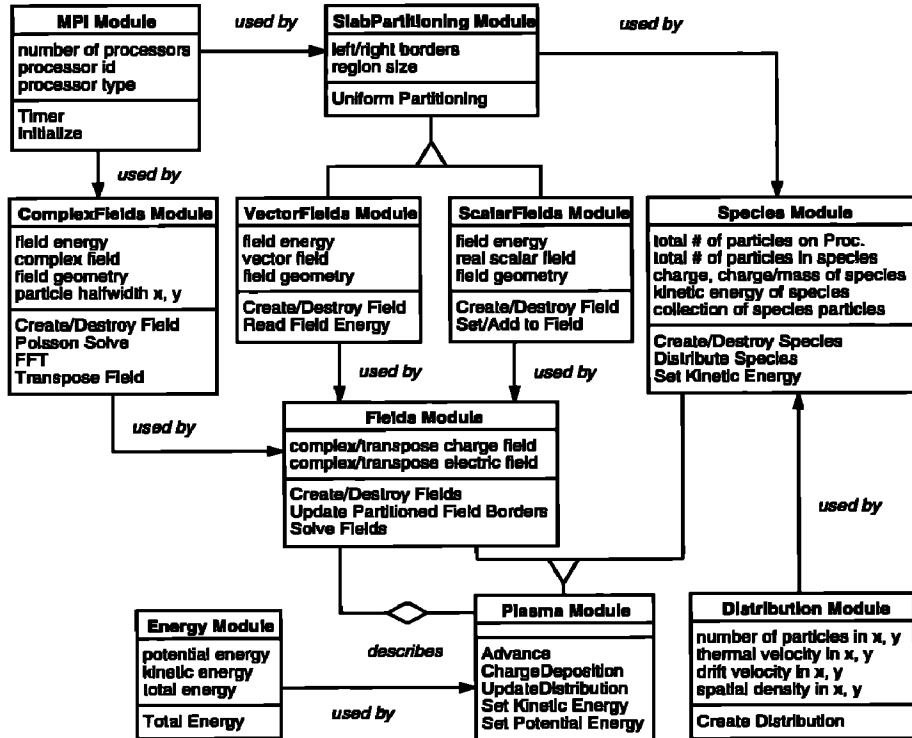 MPI Module
number of processors
processor id
processor type
Timer
Initialize
used by
SlabPartitioning Module
left/right borders
region size
Uniform Partitioning
used by
used by
ComplexFields Module
field energy
complex field
field geometry
particle halfwidth x, y
Create/Destroy Field
Poisson Solve
FFT
Transpose Field
VectorFields Module
field energy
vector field
field geometry
Create/Destroy Field
Read Field Energy
ScalarFields Module
field energy
real scalar field
field geometry
Create/Destroy Field
Set/Add to Field
Species Module
total # of particles on Proc.
total # of particles in species
charge, charge/mass of species
kinetic energy of species
collection of species particles
Create/Destroy Species
Distribute Species
Set Kinetic Energy
used by
used by
used by
Fields Module
complex/transpose charge field
complex/transpose electric field
Create/Destroy Fields
Update Partitioned Field Borders
Solve Fields
used by
Energy Module
potential energy
kinetic energy
total energy
Total Energy
describes
used by
Plasma Module
Advance
ChargeDeposition
UpdateDistribution
Set Kinetic Energy
Set Potential Energy
Distribution Module
number of particles in x, y
thermal velocity in x, y
drift velocity in x, y
spatial density in x, y
Create Distribution